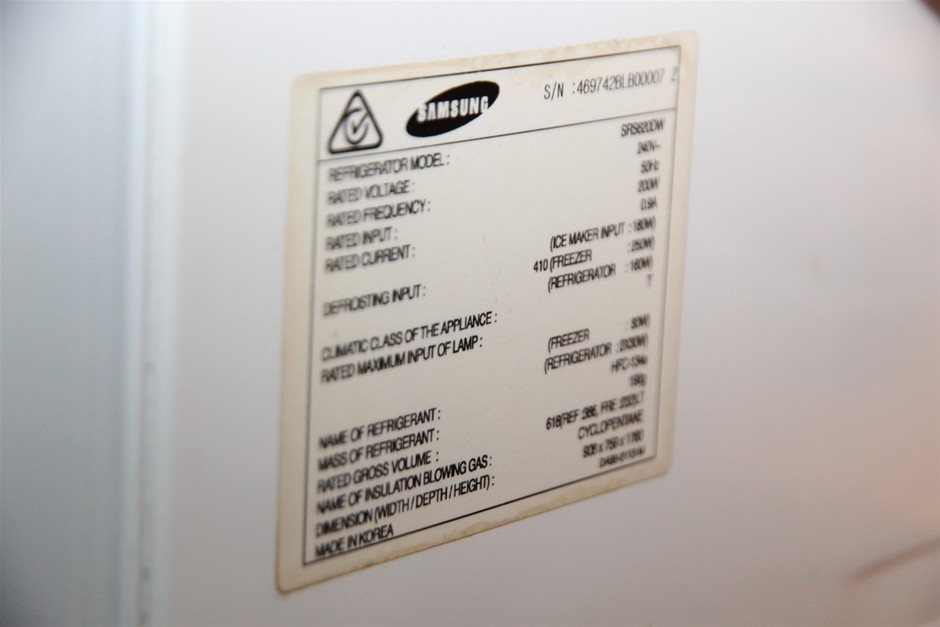 SAMSUNG
S/N :469742BLB00007 Z
REFRIGERATOR MODEL : SRS620DW
RATED VOLTAGE : 240V~
RATED FREQUENCY : 50Hz
RATED INPUT : 200W
RATED CURRENT : 0.9A
(ICE MAKER INPUT : 180W)
DEFROSTING INPUT : 410 (FREEZER : 250W)
(REFRIGERATOR : 160W)
CLIMATIC CLASS OF THE APPLIANCE : T
RATED MAXIMUM INPUT OF LAMP : (FREEZER : 30W)
(REFRIGERATOR : 2X30W)
NAME OF REFRIGERANT : HFC-134a
MASS OF REFRIGERANT : 190g
RATED GROSS VOLUME : 618(REF :386, FRE :232)LT
NAME OF INSULATION BLOWING GAS : CYCLOPENTANE
DIMENSION (WIDTH / DEPTH / HEIGHT) : 908 x 759 x 1760
MADE IN KOREA